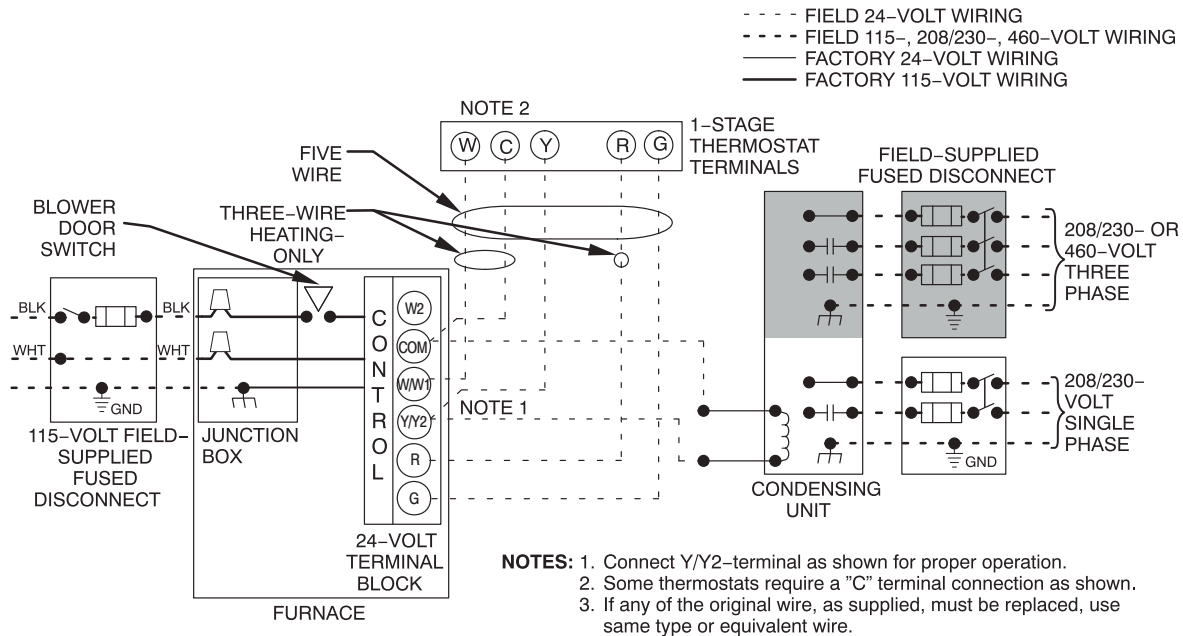 FIELD 24-VOLT WIRING
FIELD 115-, 208/230-, 460-VOLT WIRING
FACTORY 24-VOLT WIRING
FACTORY 115-VOLT WIRING
NOTE 2
W C Y R G
1-STAGE
THERMOSTAT
TERMINALS
FIVE
WIRE
THREE-WIRE
HEATING-
ONLY
BLOWER
DOOR
SWITCH
FIELD-SUPPLIED
FUSED DISCONNECT
208/230- OR
460-VOLT
THREE
PHASE
BLK
BLK
WHT
WHT
GND
CONTROL
W2
COM
W/W1
Y/Y2
R
G
NOTE 1
208/230-
VOLT
SINGLE
PHASE
GND
115-VOLT FIELD-
SUPPLIED
FUSED
DISCONNECT
JUNCTION
BOX
CONDENSING
UNIT
24-VOLT
TERMINAL
BLOCK
FURNACE
NOTES: 1. Connect Y/Y2-terminal as shown for proper operation.
2. Some thermostats require a "C" terminal connection as shown.
3. If any of the original wire, as supplied, must be replaced, use
same type or equivalent wire.